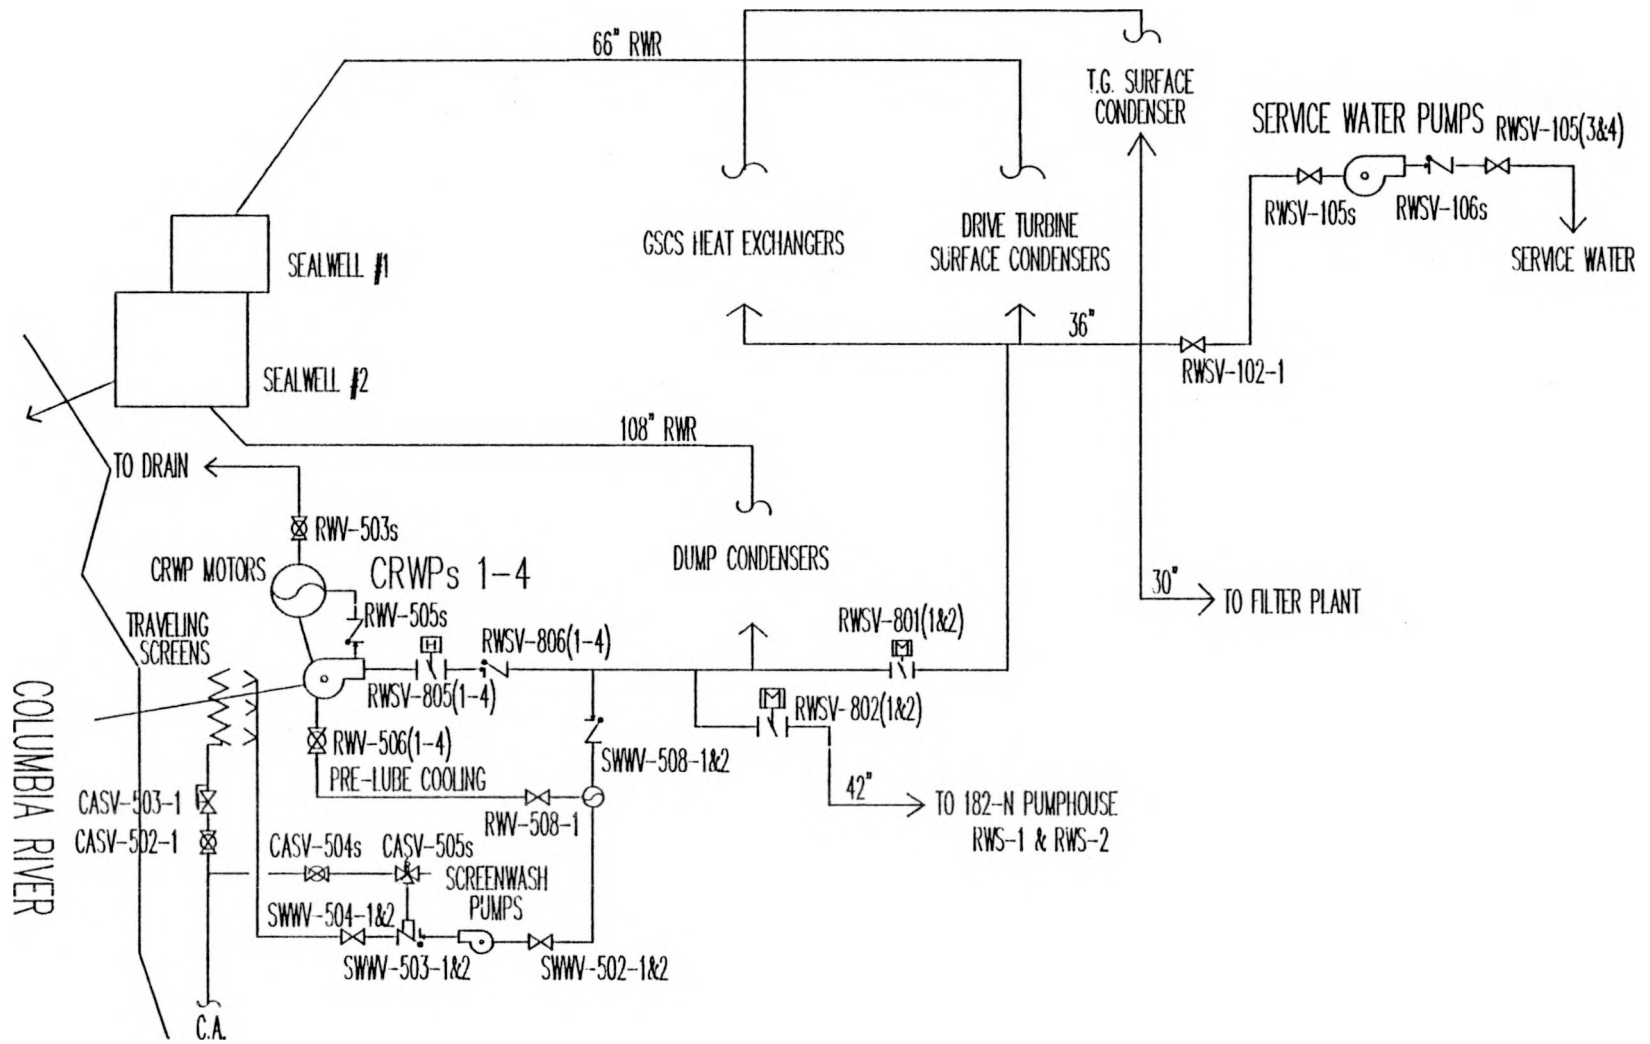 66" RWR
T.G. SURFACE
CONDENSER
SERVICE WATER PUMPS
RWSV-105(3&4)
RWSV-105s
RWSV-106s
SERVICE WATER
GSCS HEAT EXCHANGERS
DRIVE TURBINE
SURFACE CONDENSERS
SEALWELL #1
36"
RWSV-102-1
SEALWELL #2
108" RWR
TO DRAIN
RWV-503s
CRWP MOTORS
CRWPs 1-4
DUMP CONDENSERS
30"
TO FILTER PLANT
RWV-505s
TRAVELING
SCREENS
H
RWSV-806(1-4)
RWSV-801(1&2)
M
RWSV-805(1-4)
M
RWSV-802(1&2)
COLUMBIA RIVER
RWV-506(1-4)
SWWV-508-1&2
PRE-LUBE COOLING
CASV-503-1
42"
TO 182-N PUMPHOUSE
RWS-1 & RWS-2
RWV-508-1
CASV-502-1
CASV-504s
CASV-505s
SCREENWASH
PUMPS
SWWV-504-1&2
SWWV-503-1&2
SWWV-502-1&2
C.A.